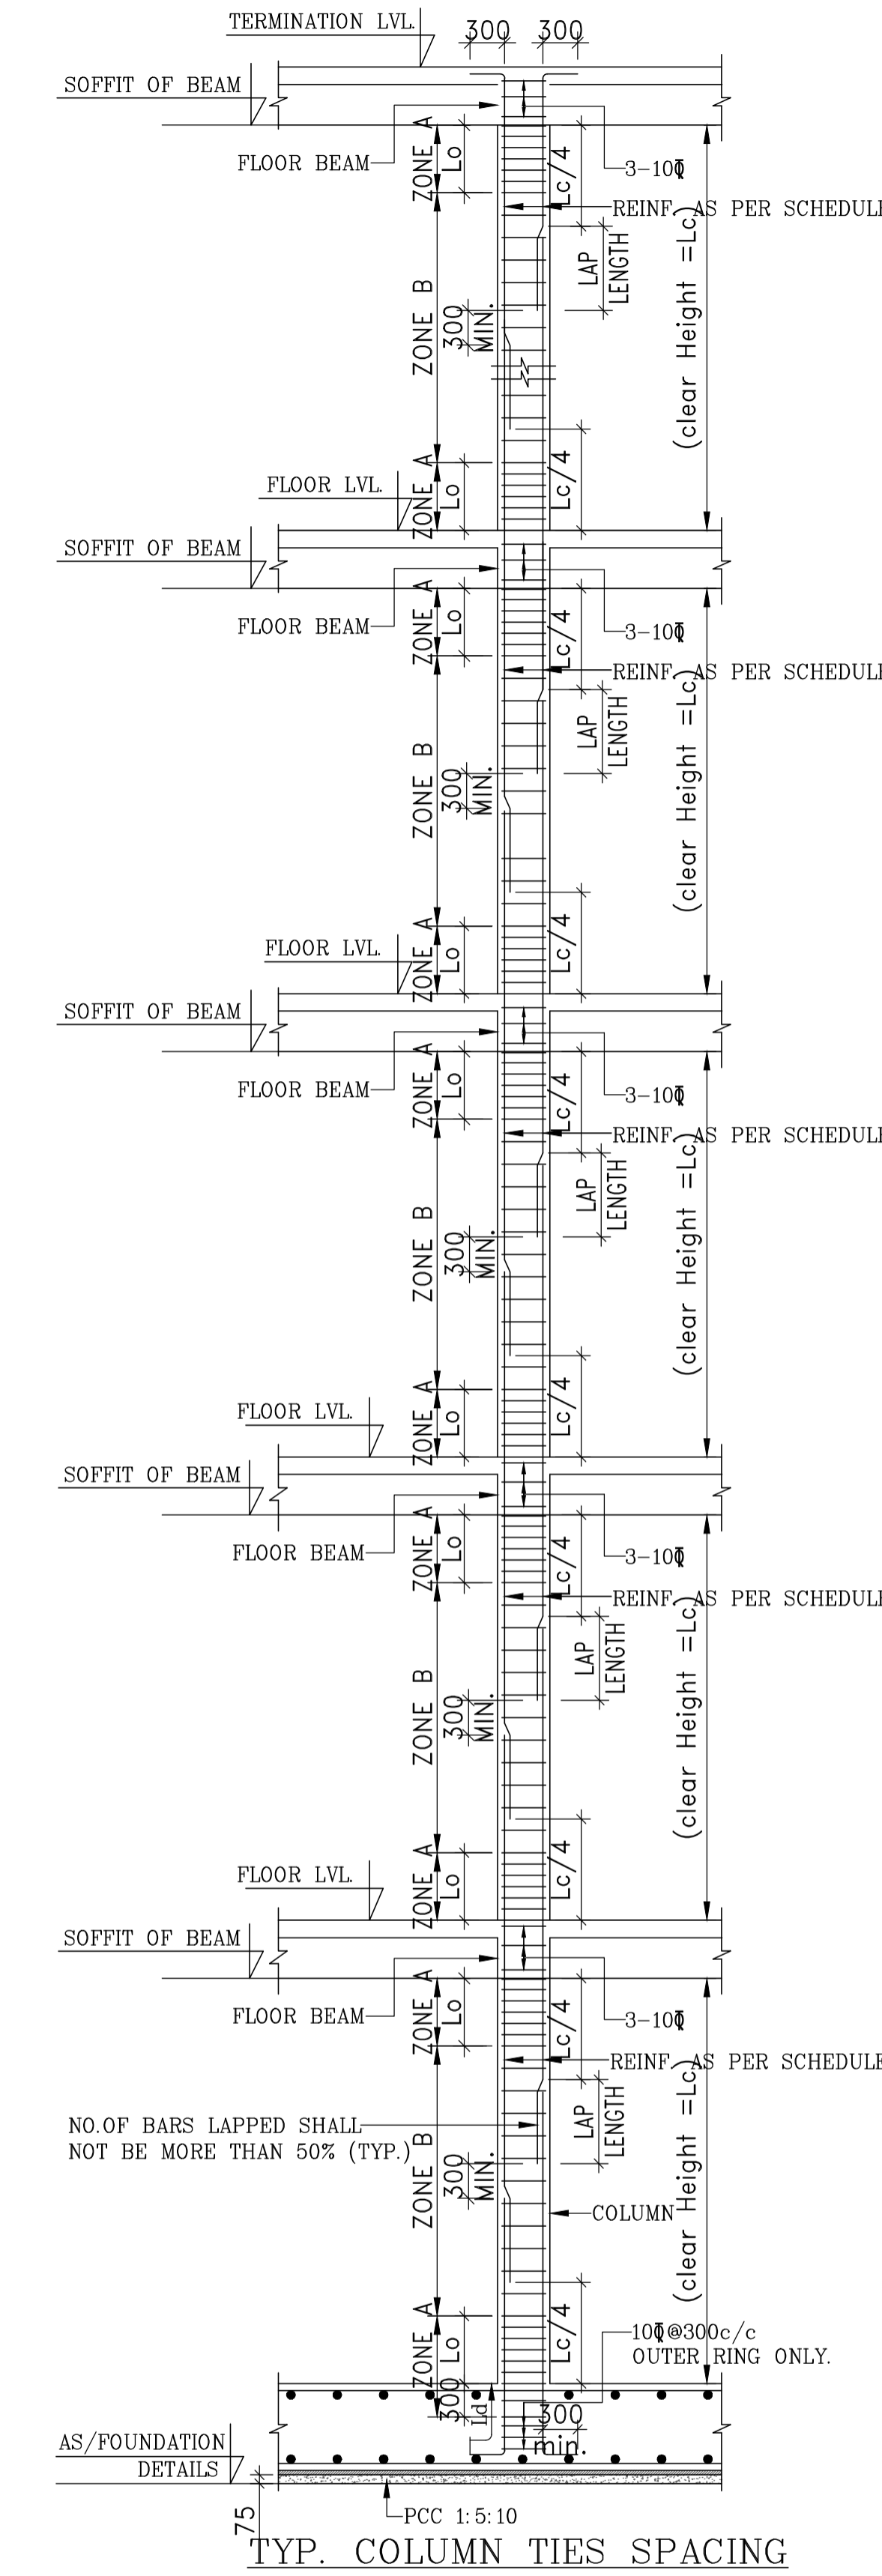 TERMINATION LVL.
300 300
SOFFIT OF BEAM
FLOOR BEAM
ZONE A
Lo
Lc/4
3-10Φ
REINF. AS PER SCHEDULE
LAP
LENGTH
ZONE B
300
MIN.
(clear Height =Lc)
ZONE A
Lo
Lc/4
FLOOR LVL.
SOFFIT OF BEAM
FLOOR BEAM
ZONE A
Lo
Lc/4
3-10Φ
REINF. AS PER SCHEDULE
LAP
LENGTH
ZONE B
300
MIN.
(clear Height =Lc)
ZONE A
Lo
Lc/4
FLOOR LVL.
SOFFIT OF BEAM
FLOOR BEAM
ZONE A
Lo
Lc/4
3-10Φ
REINF. AS PER SCHEDULE
LAP
LENGTH
ZONE B
300
MIN.
(clear Height =Lc)
ZONE A
Lo
Lc/4
FLOOR LVL.
SOFFIT OF BEAM
FLOOR BEAM
ZONE A
Lo
Lc/4
3-10Φ
REINF. AS PER SCHEDULE
LAP
LENGTH
ZONE B
300
MIN.
(clear Height =Lc)
ZONE A
Lo
Lc/4
FLOOR LVL.
SOFFIT OF BEAM
FLOOR BEAM
ZONE A
Lo
Lc/4
3-10Φ
REINF. AS PER SCHEDULE
LAP
LENGTH
NO.OF BARS LAPPED SHALL
NOT BE MORE THAN 50% (TYP.)
ZONE B
300
MIN.
COLUMN
(clear Height =Lc)
ZONE A
Lo
Lc/4
10Φ@300c/c
OUTER RING ONLY.
300
Ld
300
min.
AS/FOUNDATION
DETAILS
75
PCC 1:5:10
TYP. COLUMN TIES SPACING